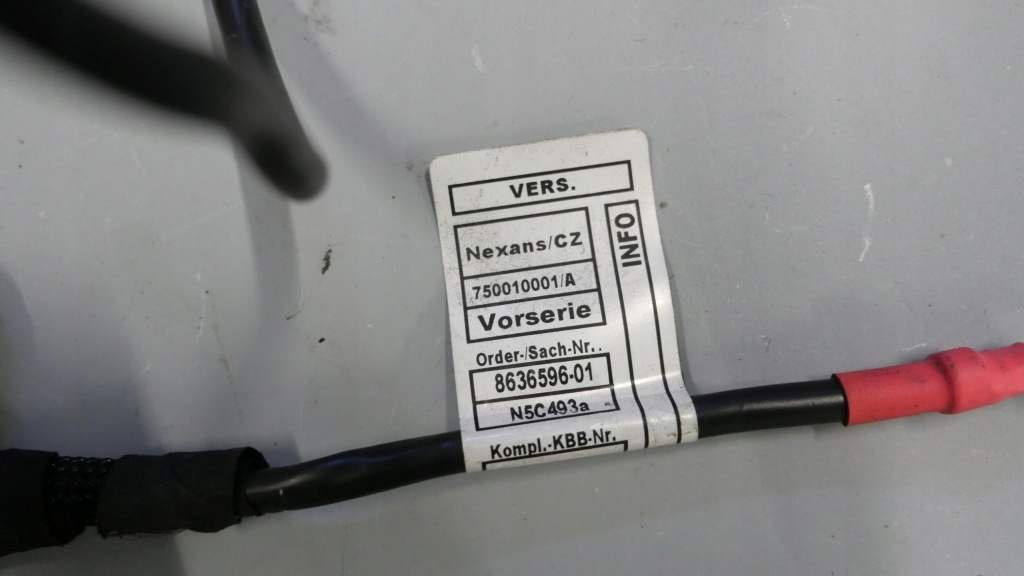 VERS.
Nexans/CZ
750010001/A
Vorserie
Order-/Sach-Nr..
8636596-01
N5C493a
Kompl.-KBB-Nr.
INFO